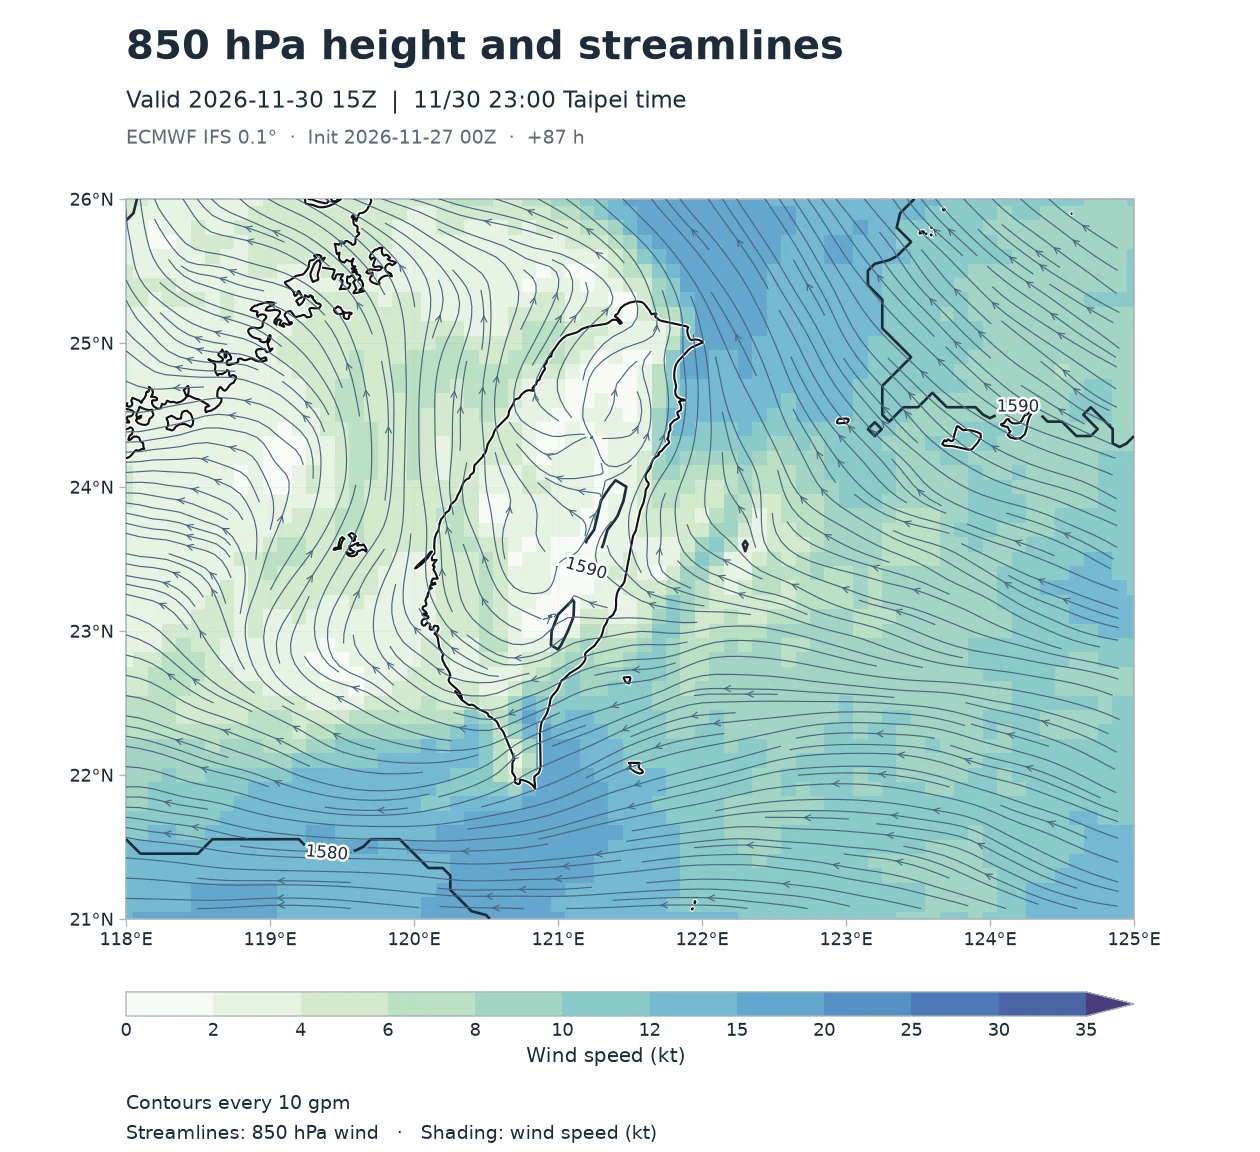 850 hPa height and streamlines
Valid 2026-11-30 15Z | 11/30 23:00 Taipei time
ECMWF IFS 0.1° · Init 2026-11-27 00Z · +87 h
26°N
25°N
24°N
23°N
22°N
21°N
1590
1590
1580
118°E 119°E 120°E 121°E 122°E 123°E 124°E 125°E
0 2 4 6 8 10 12 15 20 25 30 35
Wind speed (kt)
Contours every 10 gpm
Streamlines: 850 hPa wind · Shading: wind speed (kt)